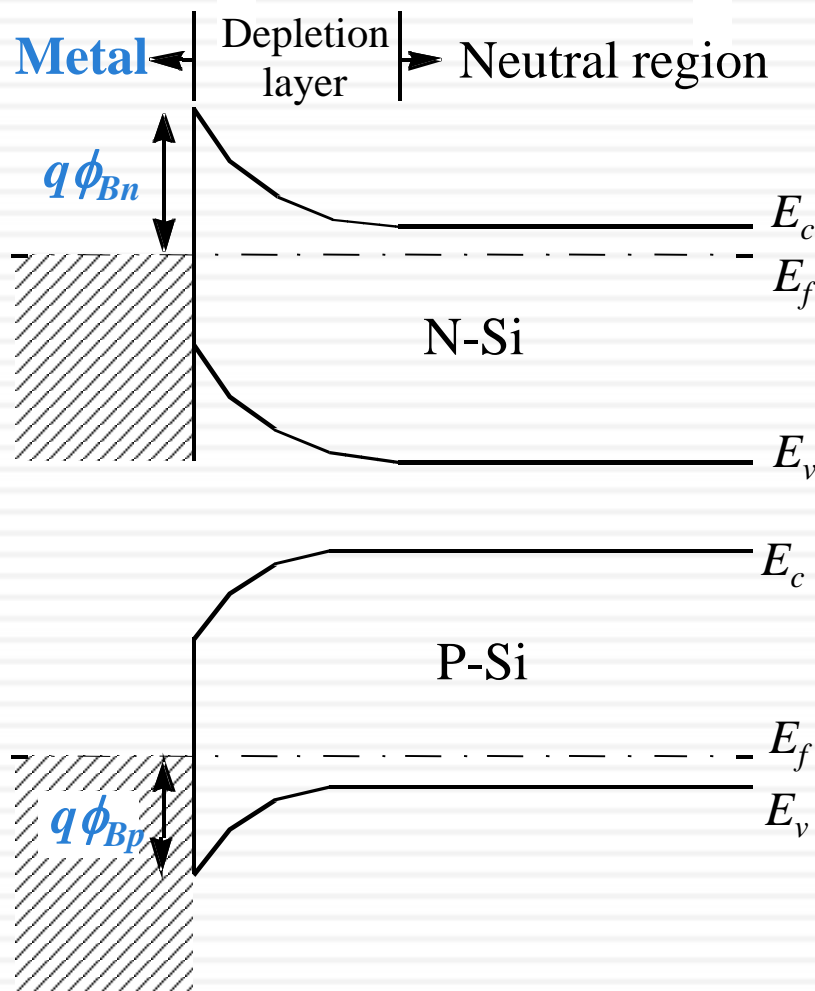 Metal
Depletion
layer
Neutral region
qϕBn
Ec
Ef
N-Si
Ev
Ec
P-Si
Ef
qϕBp
Ev